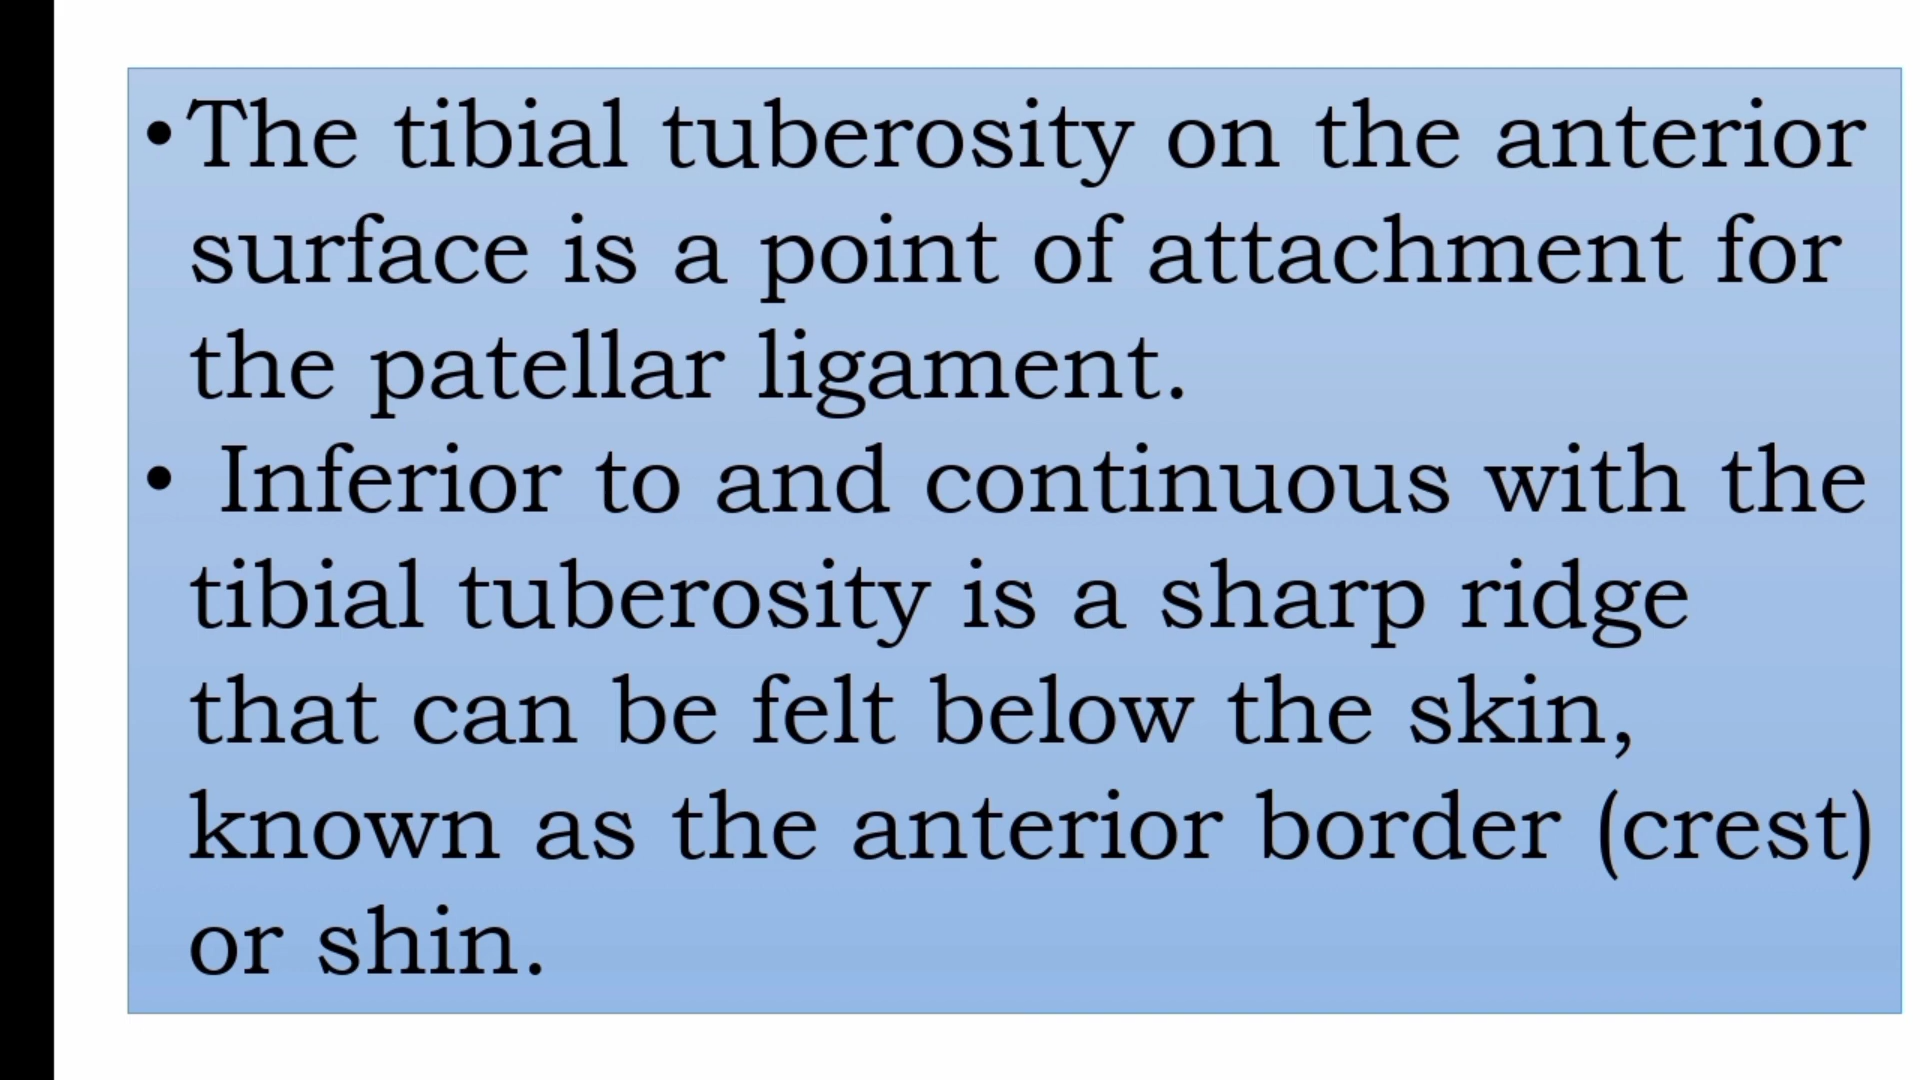 •The tibial tuberosity on the anterior
surface is a point of attachment for
the patellar ligament.
• Inferior to and continuous with the
tibial tuberosity is a sharp ridge
that can be felt below the skin,
known as the anterior border (crest)
or shin.